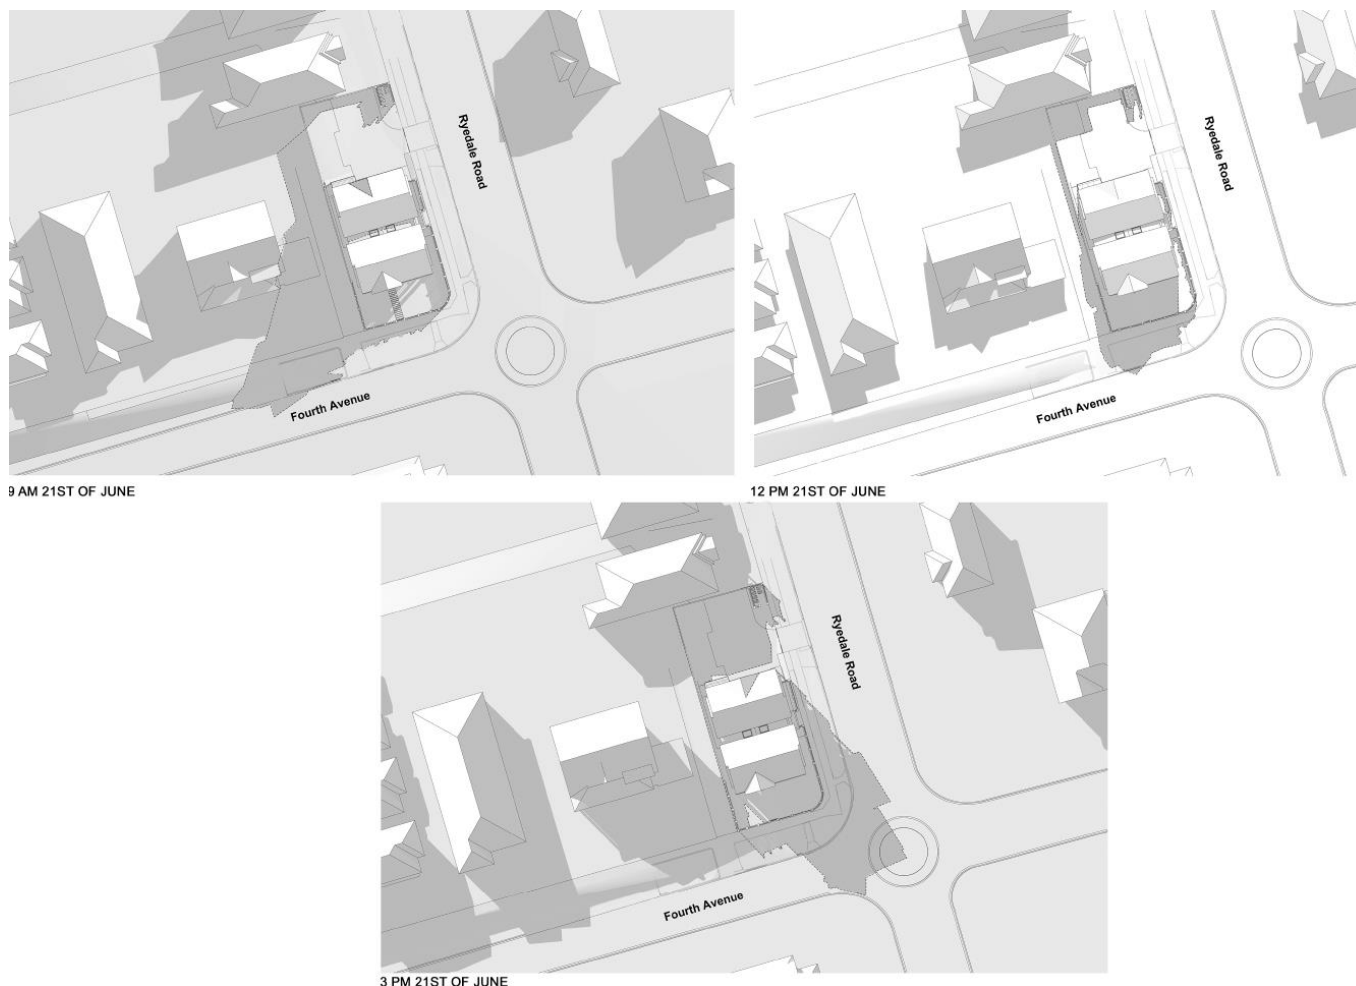 Ryedale Road
Fourth Avenue
9 AM 21ST OF JUNE
Ryedale Road
Fourth Avenue
12 PM 21ST OF JUNE
Ryedale Road
Fourth Avenue
3 PM 21ST OF JUNE